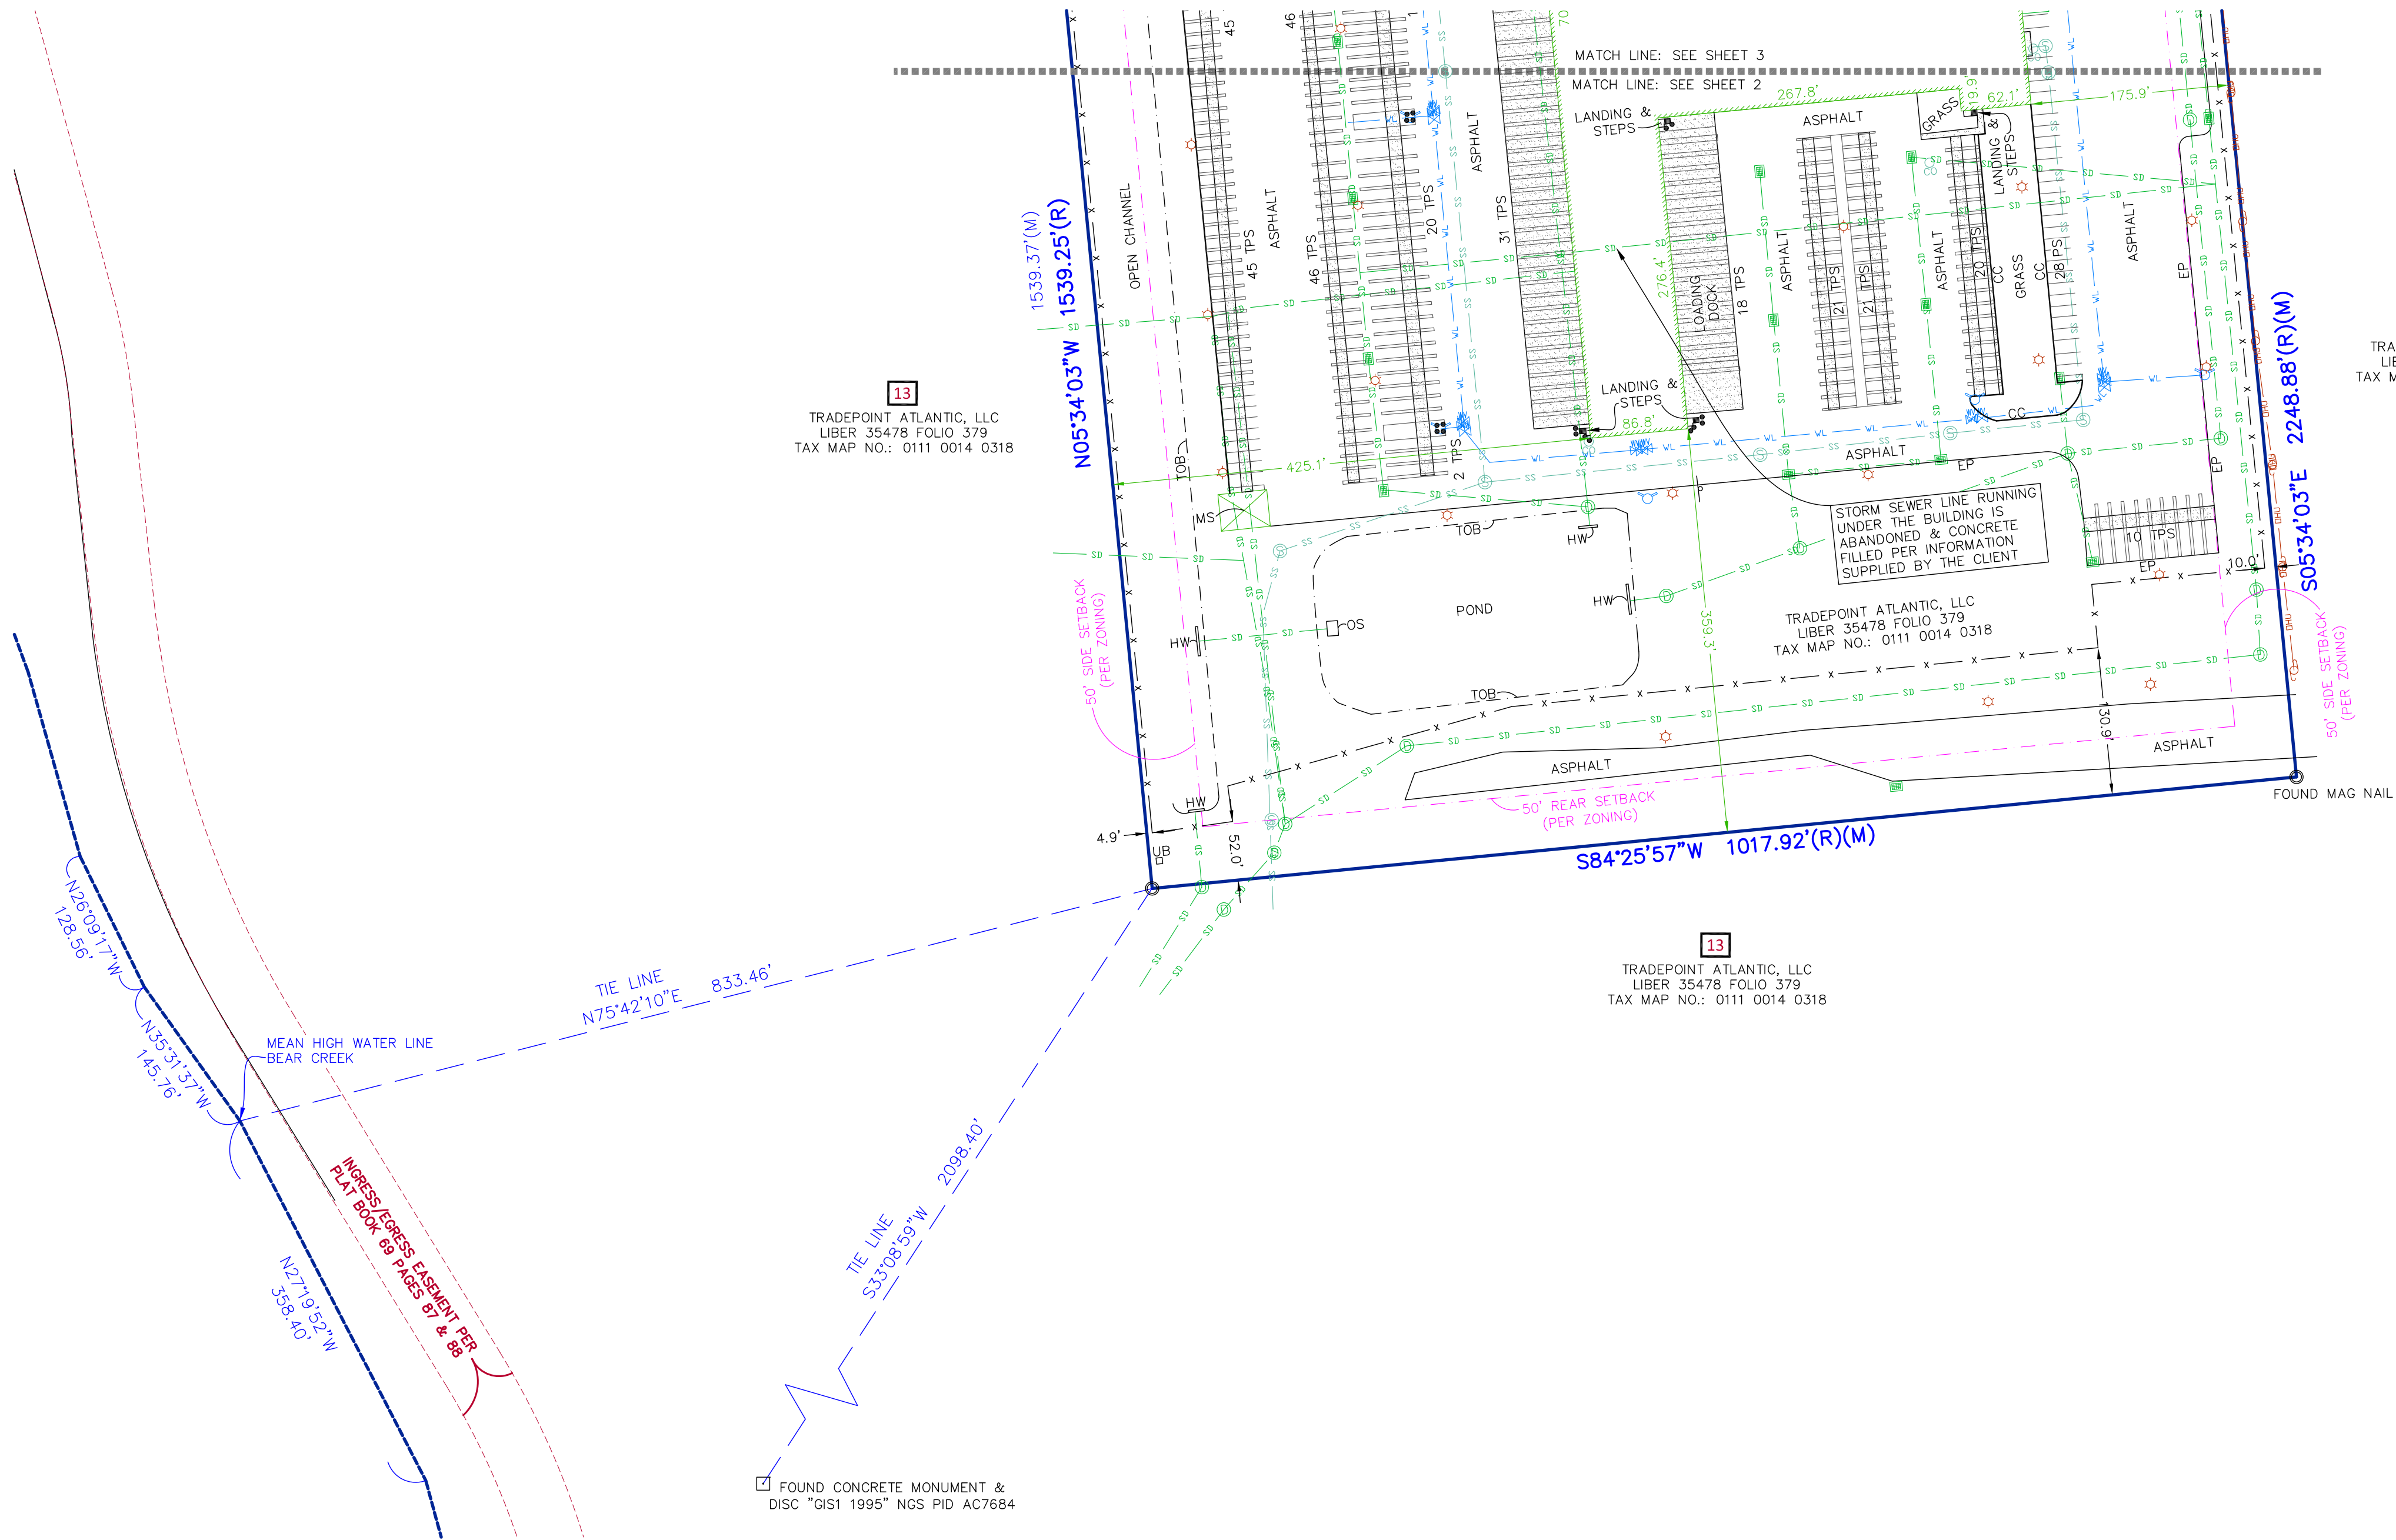 45
46
1
70
MATCH LINE: SEE SHEET 3
MATCH LINE: SEE SHEET 2
267.8'
19.9'
62.1'
175.9'
LANDING &
STEPS
ASPHALT
GRASS
LANDING &
STEPS
OPEN CHANNEL
45 TPS
ASPHALT
46 TPS
20 TPS
ASPHALT
31 TPS
276.4'
LOADING
DOCK
18 TPS
ASPHALT
21 TPS
21 TPS
ASPHALT
20 TPS
CC
GRASS
CC
28 PS
ASPHALT
EP
1539.37'(M)
N05°34'03"W 1539.25'(R)
S05°34'03"E 2248.88'(R)(M)
TRA
LIB
TAX M
13
TRADEPOINT ATLANTIC, LLC
LIBER 35478 FOLIO 379
TAX MAP NO.: 0111 0014 0318
LANDING &
STEPS
86.8'
CC
425.1'
TOB
2 TPS
ASPHALT
EP
EP
MS
TOB
HW
STORM SEWER LINE RUNNING
UNDER THE BUILDING IS
ABANDONED & CONCRETE
FILLED PER INFORMATION
SUPPLIED BY THE CLIENT
10 TPS
EP
10.0'
50' SIDE SETBACK
(PER ZONING)
HW
OS
POND
HW
359.3'
TRADEPOINT ATLANTIC, LLC
LIBER 35478 FOLIO 379
TAX MAP NO.: 0111 0014 0318
50' SIDE SETBACK
(PER ZONING)
TOB
130.9'
ASPHALT
ASPHALT
50' REAR SETBACK
(PER ZONING)
FOUND MAG NAIL
HW
4.9'
UB
52.0'
S84°25'57"W 1017.92'(R)(M)
13
TRADEPOINT ATLANTIC, LLC
LIBER 35478 FOLIO 379
TAX MAP NO.: 0111 0014 0318
N26°09'17"W
128.56'
TIE LINE
N75°42'10"E 833.46'
N35°31'37"W
145.76'
MEAN HIGH WATER LINE
BEAR CREEK
INGRESS/EGRESS EASEMENT PER
PLAT BOOK 69 PAGES 87 & 88
N27°19'52"W
358.40'
TIE LINE
S33°08'59"W 2098.40'
FOUND CONCRETE MONUMENT &
DISC "GIS1 1995" NGS PID AC7684